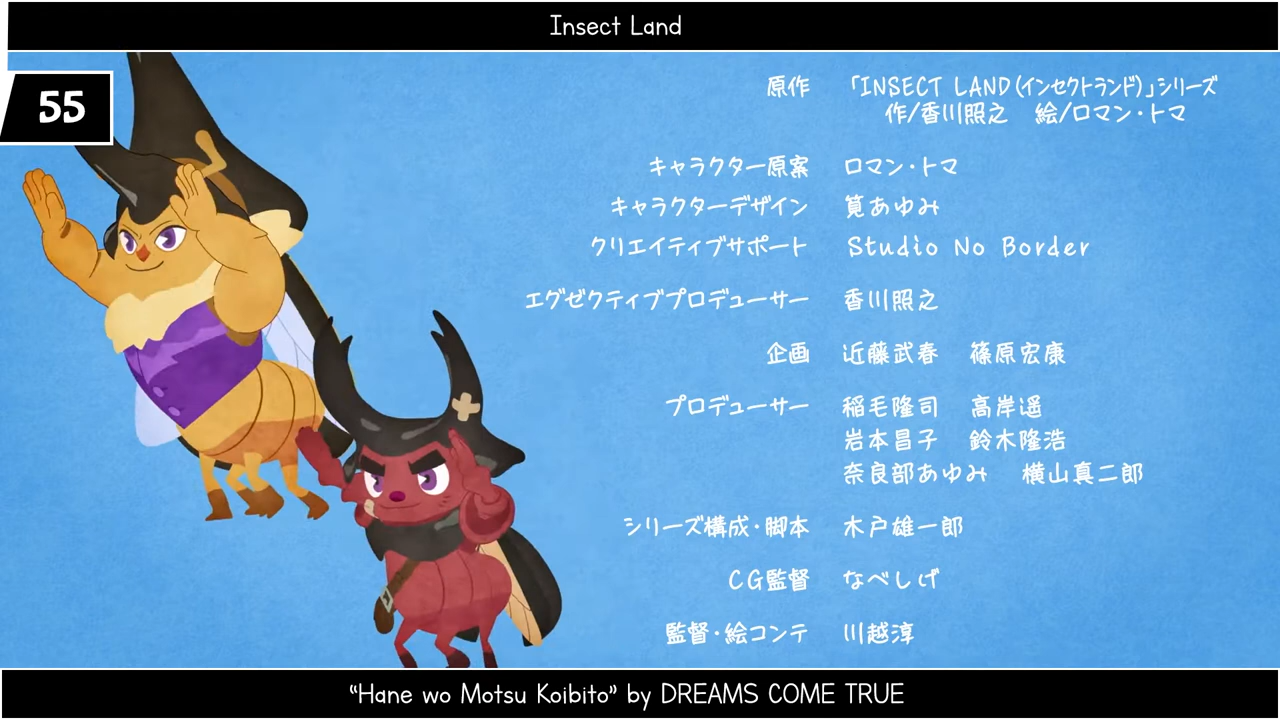 Insect Land
55
原作 「INSECT LAND(インセクトランド)」シリーズ
作/香川照之 絵/ロマン・トマ
キャラクター原案 ロマン・トマ
キャラクターデザイン 筧あゆみ
クリエイティブサポート Studio No Border
エグゼクティブプロデューサー 香川照之
企画 近藤武春 篠原宏康
プロデューサー 稲毛隆司 高岸遥
岩本昌子 鈴木隆浩
奈良部あゆみ 横山真二郎
シリーズ構成・脚本 木戸雄一郎
CG監督 なべしげ
監督・絵コンテ 川越淳
“Hane wo Motsu Koibito” by DREAMS COME TRUE